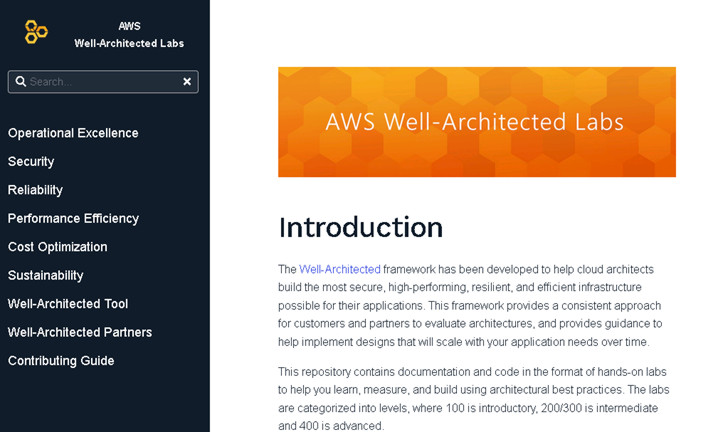 AWS
Well-Architected Labs
Search...
Operational Excellence
Security
Reliability
Performance Efficiency
Cost Optimization
Sustainability
Well-Architected Tool
Well-Architected Partners
Contributing Guide
AWS Well-Architected Labs
Introduction
The Well-Architected framework has been developed to help cloud architects
build the most secure, high-performing, resilient, and efficient infrastructure
possible for their applications. This framework provides a consistent approach
for customers and partners to evaluate architectures, and provides guidance to
help implement designs that will scale with your application needs over time.
This repository contains documentation and code in the format of hands-on labs
to help you learn, measure, and build using architectural best practices. The labs
are categorized into levels, where 100 is introductory, 200/300 is intermediate
and 400 is advanced.